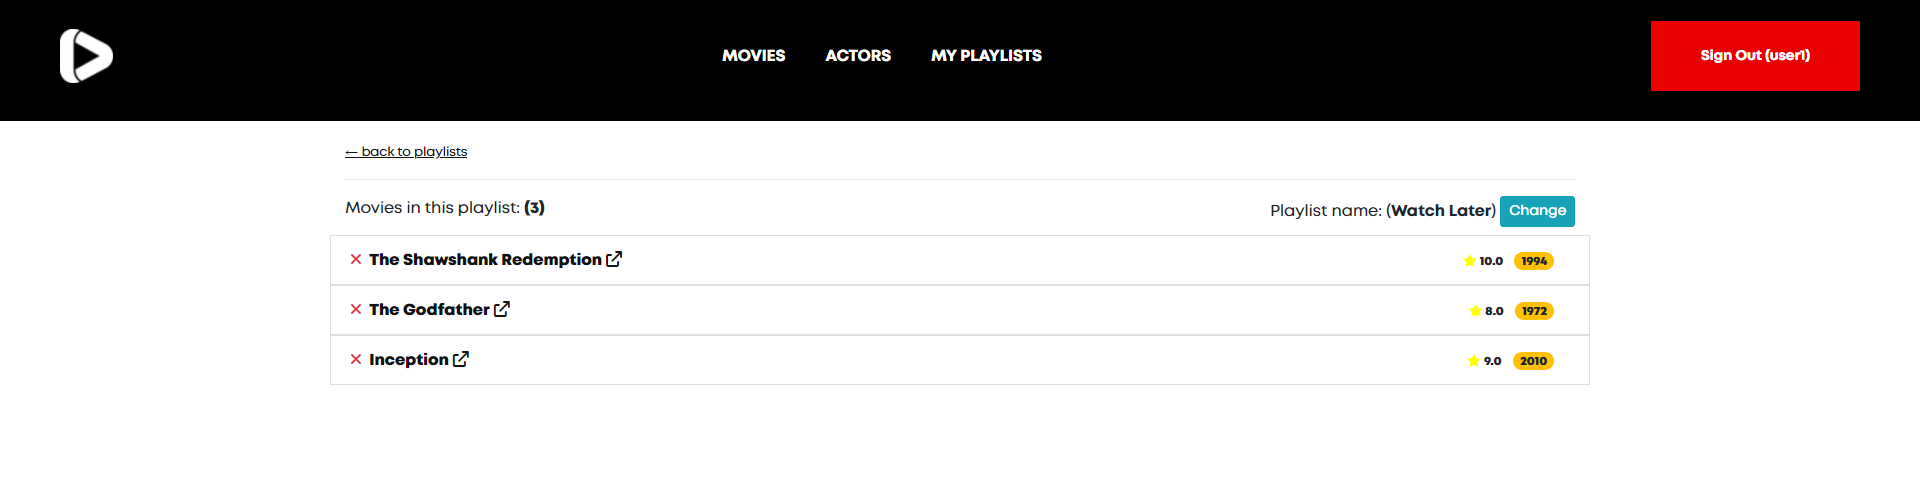 MOVIES ACTORS MY PLAYLISTS Sign Out (user1)
← back to playlists
Movies in this playlist: (3) Playlist name: (Watch Later) Change
× The Shawshank Redemption 10.0 1994
× The Godfather 8.0 1972
× Inception 9.0 2010